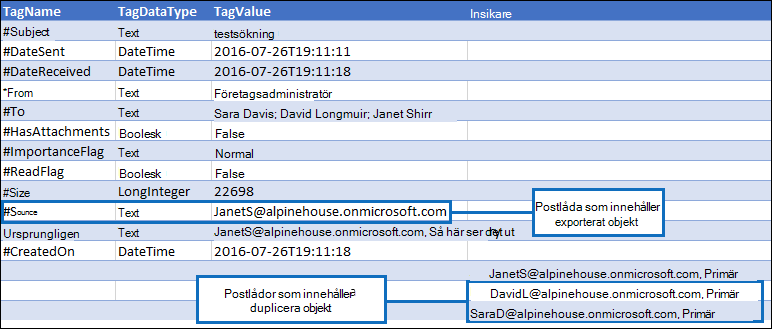 TagName TagDataType TagValue Insikare
#Subject Text testsökning
#DateSent DateTime 2016-07-26T19:11:11
#DateReceived DateTime 2016-07-26T19:11:18
*From Text Företagsadministratör
#To Text Sara Davis; David Longmuir; Janet Shirr
#HasAttachments Boolesk False
#ImportanceFlag Text Normal
#ReadFlag Boolesk False
#Size LongInteger 22698
#Source Text JanetS@alpinehouse.onmicrosoft.com
Postlåda som innehåller
exporterat objekt
Ursprungligen Text JanetS@alpinehouse.onmicrosoft.com, Så här ser det ut
#CreatedOn DateTime 2016-07-26T19:11:18
JanetS@alpinehouse.onmicrosoft.com, Primär
Postlådor som innehåller
duplicera objekt
DavidL@alpinehouse.onmicrosoft.com, Primär
SaraD@alpinehouse.onmicrosoft.com, Primär